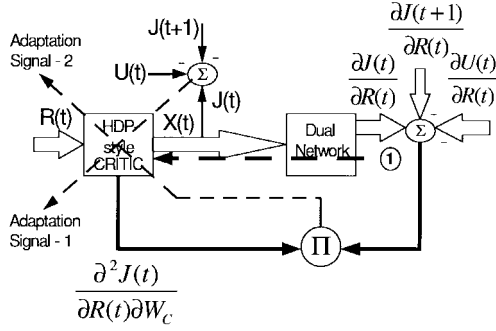 Adaptation
Signal - 2
J(t+1)
U(t)
Σ
J(t)
R(t)
X(t)
HDP
style
CRITIC
Dual
Network
∂J(t+1)
∂R(t)
∂J(t)
∂R(t)
∂U(t)
∂R(t)
Σ
1
Adaptation
Signal - 1
Π
∂²J(t)
∂R(t)∂W_C